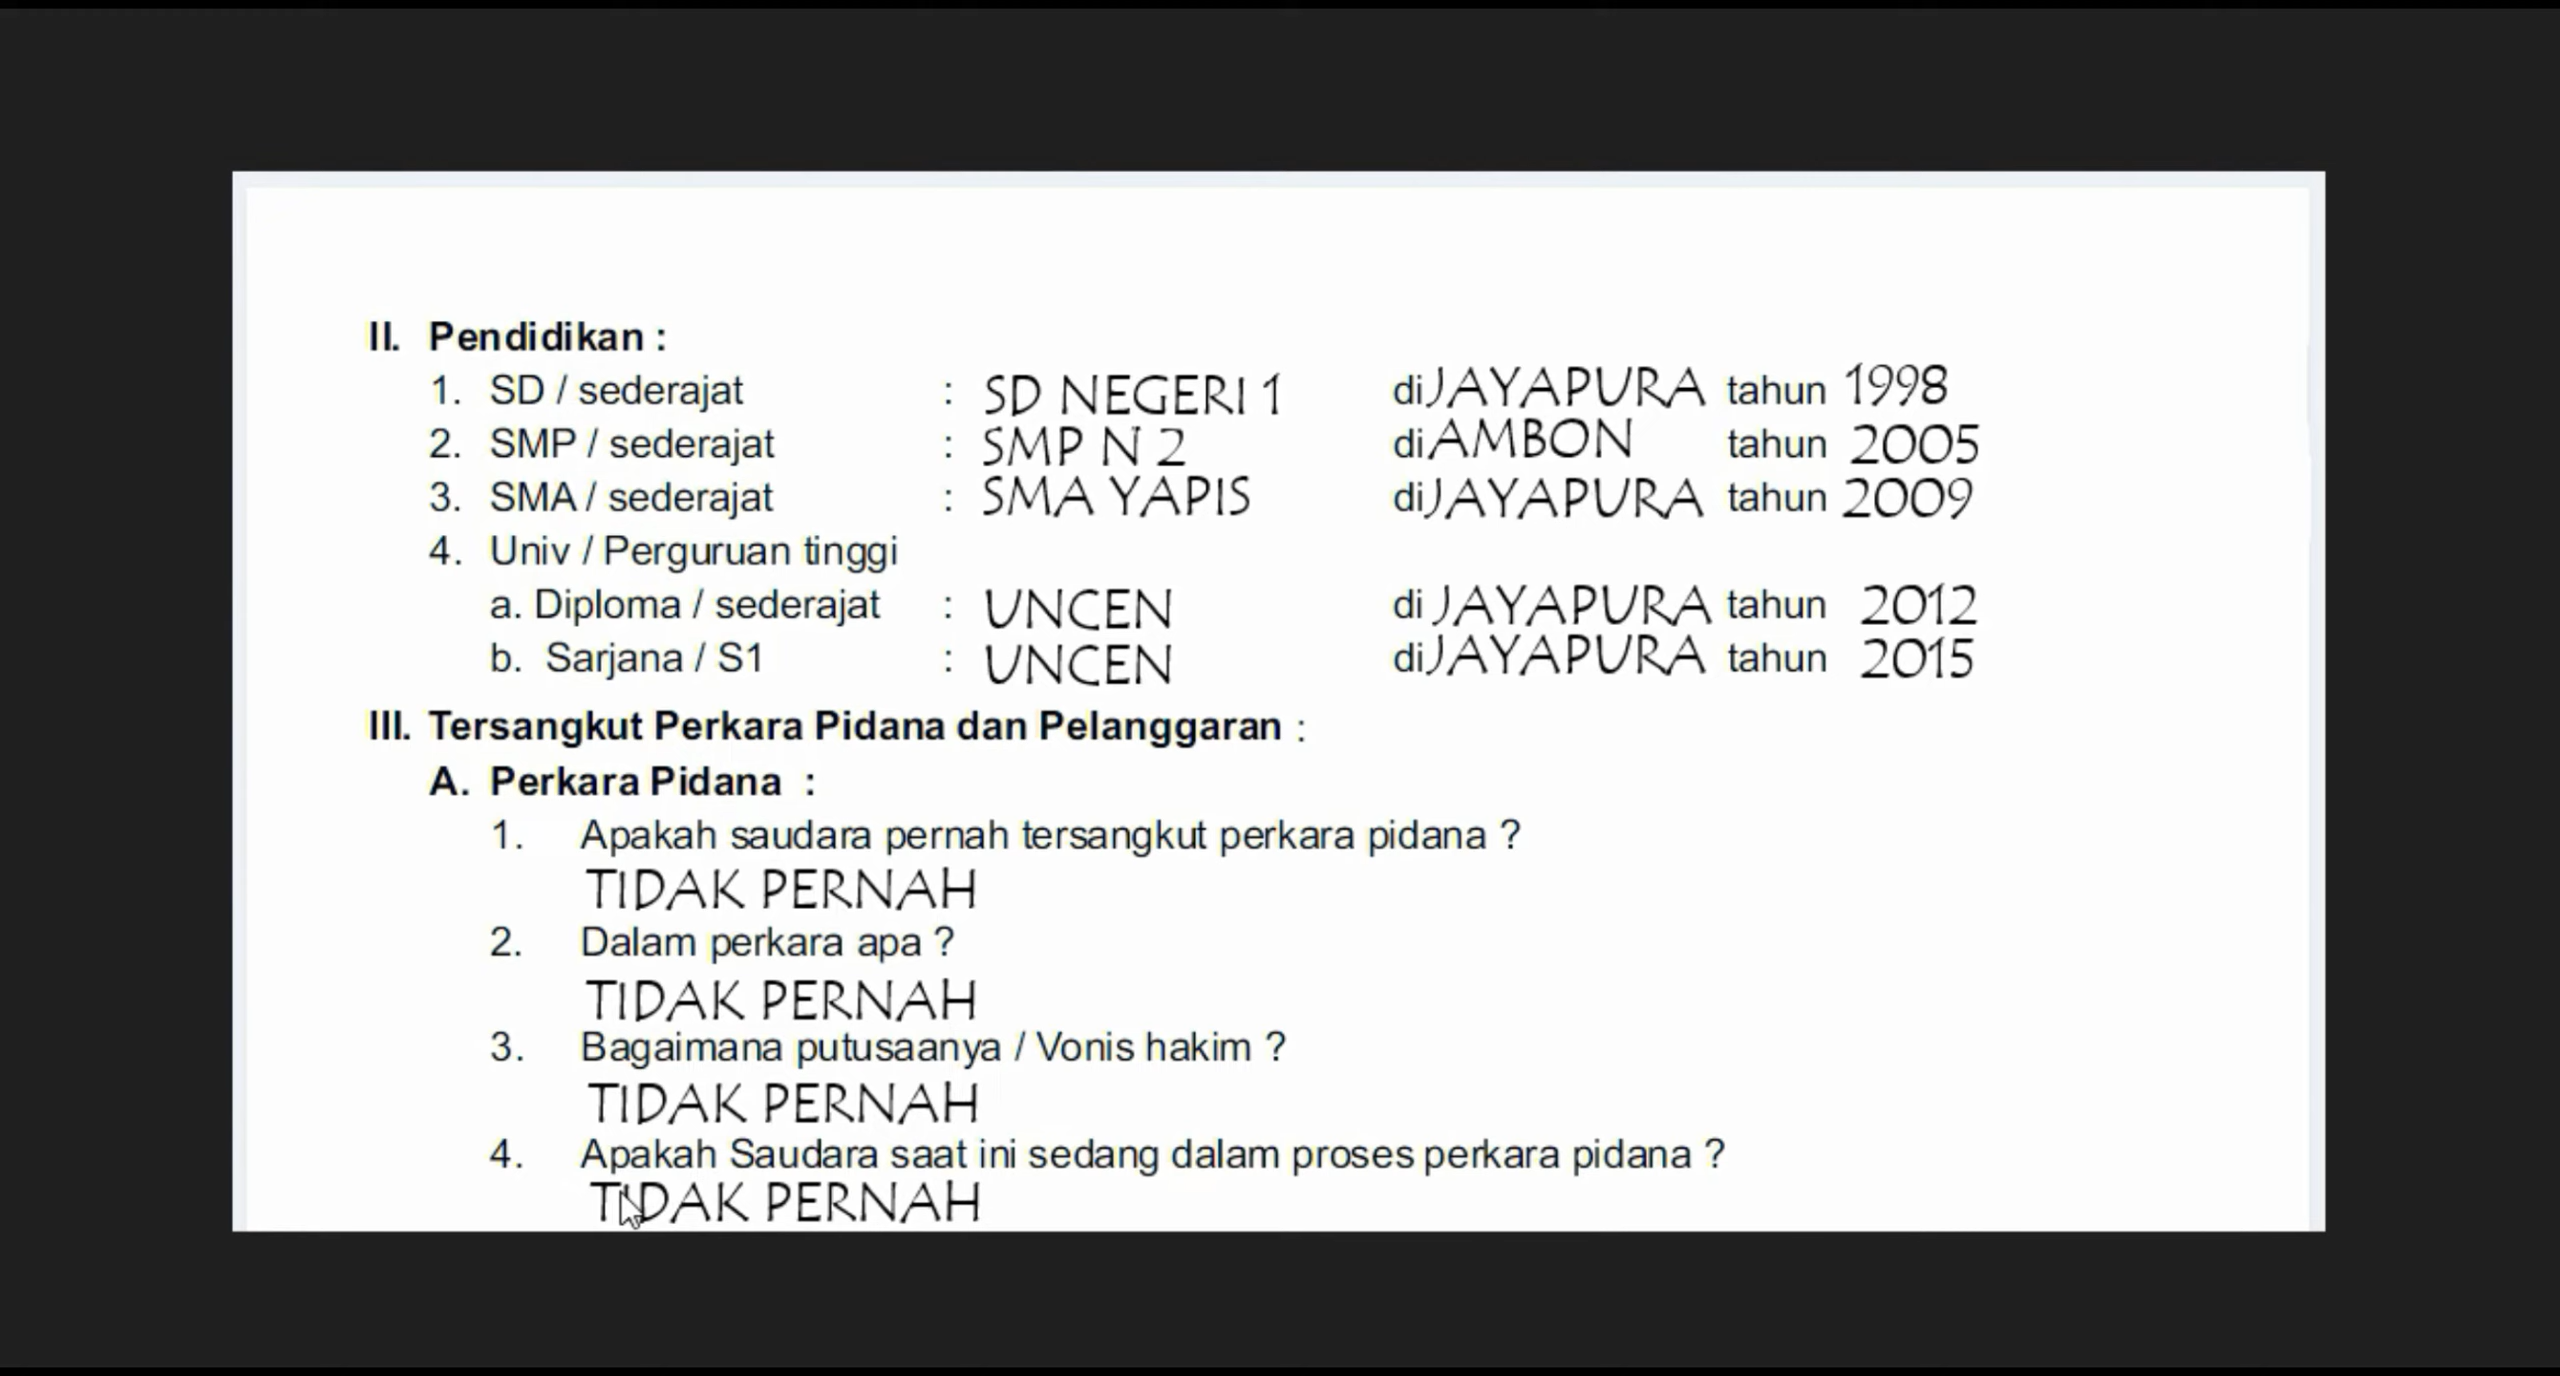 II. Pendidikan :
1. SD / sederajat : SD NEGERI 1 di JAYAPURA tahun 1998
2. SMP / sederajat : SMP N 2 di AMBON tahun 2005
3. SMA / sederajat : SMA YAPIS di JAYAPURA tahun 2009
4. Univ / Perguruan tinggi
a. Diploma / sederajat : UNCEN di JAYAPURA tahun 2012
b. Sarjana / S1 : UNCEN di JAYAPURA tahun 2015
III. Tersangkut Perkara Pidana dan Pelanggaran :
A. Perkara Pidana :
1. Apakah saudara pernah tersangkut perkara pidana ?
TIDAK PERNAH
2. Dalam perkara apa ?
TIDAK PERNAH
3. Bagaimana putusaanya / Vonis hakim ?
TIDAK PERNAH
4. Apakah Saudara saat ini sedang dalam proses perkara pidana ?
TIDAK PERNAH